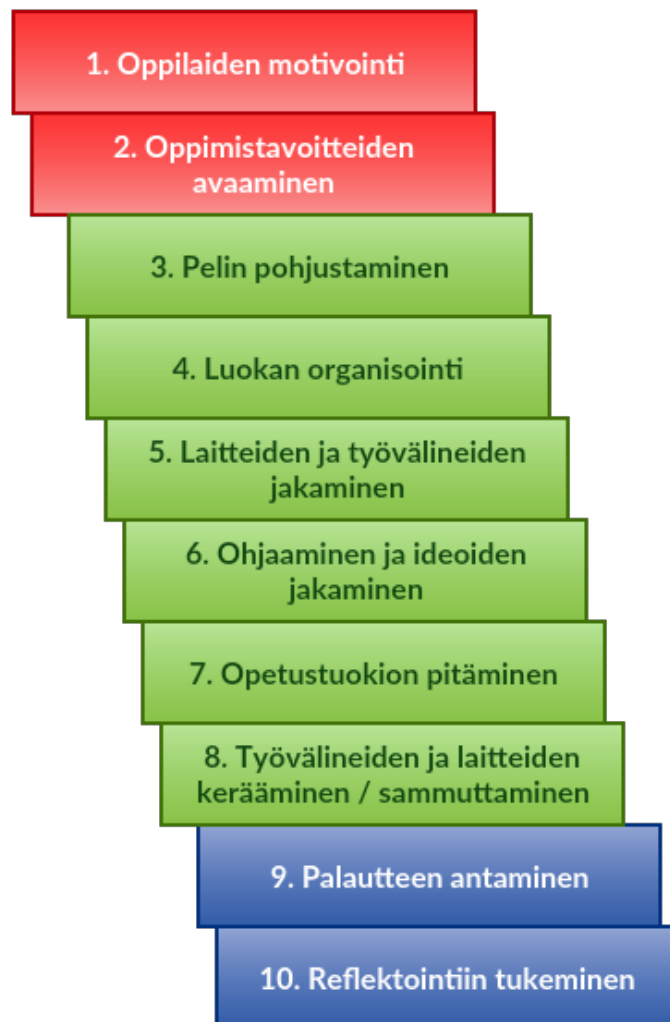 1. Oppilaiden motivointi
2. Oppimistavoitteiden
avaaminen
3. Pelin pohjustaminen
4. Luokan organisointi
5. Laitteiden ja työvälineiden
jakaminen
6. Ohjaaminen ja ideoiden
jakaminen
7. Opetustuokion pitäminen
8. Työvälineiden ja laitteiden
kerääminen / sammuttaminen
9. Palautteen antaminen
10. Reflektointiin tukeminen